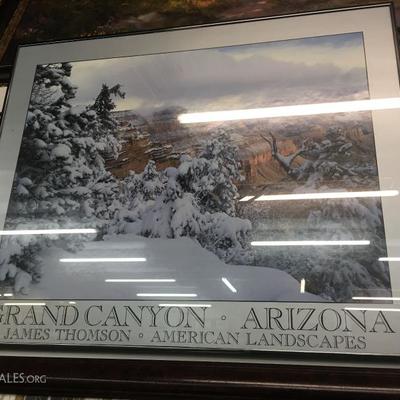 GRAND CANYON · ARIZONA
JAMES THOMSON · AMERICAN LANDSCAPES
ALES.ORG